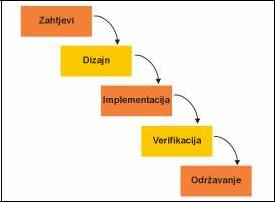 Zahtjevi
Dizajn
Implementacija
Verifikacija
Održavanje